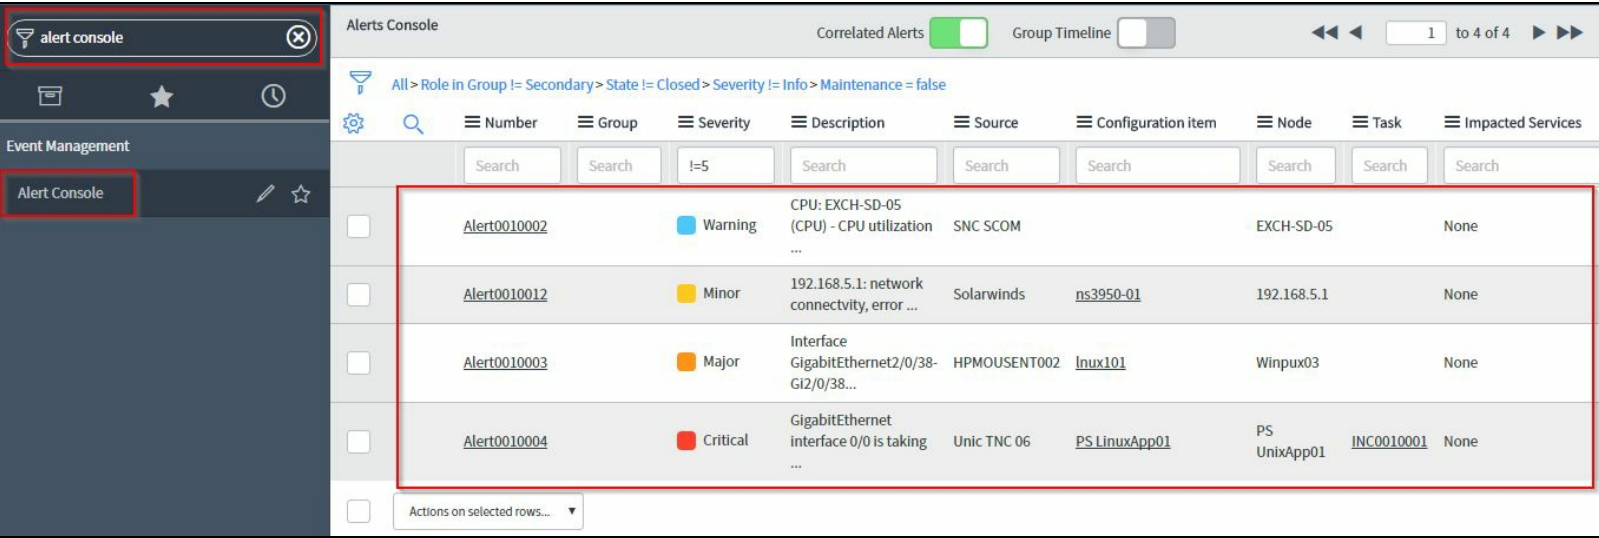 alert console
Event Management
Alert Console
Alerts Console
Correlated Alerts
Group Timeline
1 to 4 of 4
All > Role in Group != Secondary > State != Closed > Severity != Info > Maintenance = false
Number Group Severity Description Source Configuration item Node Task Impacted Services
Search Search !=5 Search Search Search Search Search Search
CPU: EXCH-SD-05
Alert0010002 Warning (CPU) - CPU utilization SNC SCOM EXCH-SD-05 None
...
192.168.5.1: network
Alert0010012 Minor connectvity, error ... Solarwinds ns3950-01 192.168.5.1 None
Interface
Alert0010003 Major GigabitEthernet2/0/38- HPMOUSENT002 lnux101 Winpux03 None
Gi2/0/38...
GigabitEthernet
Alert0010004 Critical interface 0/0 is taking Unic TNC 06 PS LinuxApp01 PS UnixApp01 INC0010001 None
...
Actions on selected rows...